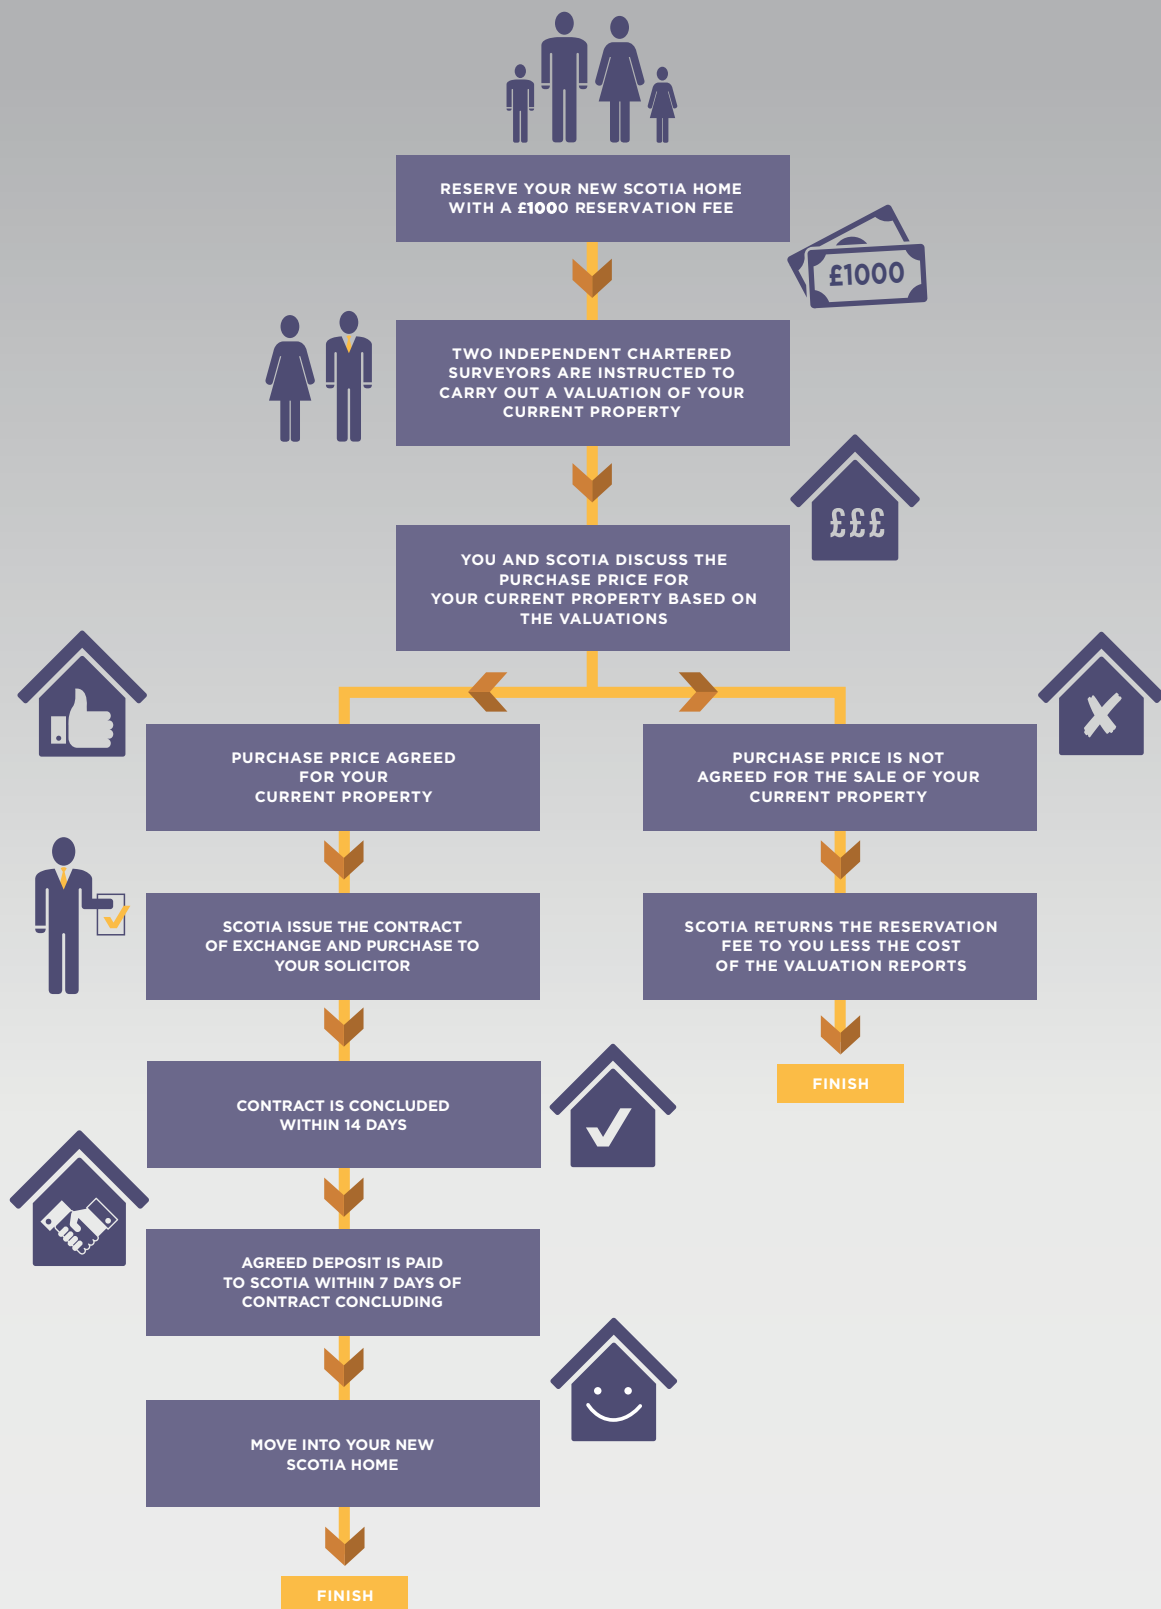 RESERVE YOUR NEW SCOTIA HOME
WITH A £1000 RESERVATION FEE
£1000
TWO INDEPENDENT CHARTERED
SURVEYORS ARE INSTRUCTED TO
CARRY OUT A VALUATION OF YOUR
CURRENT PROPERTY
£££
YOU AND SCOTIA DISCUSS THE
PURCHASE PRICE FOR
YOUR CURRENT PROPERTY BASED ON
THE VALUATIONS
PURCHASE PRICE AGREED
FOR YOUR
CURRENT PROPERTY
PURCHASE PRICE IS NOT
AGREED FOR THE SALE OF YOUR
CURRENT PROPERTY
SCOTIA ISSUE THE CONTRACT
OF EXCHANGE AND PURCHASE TO
YOUR SOLICITOR
SCOTIA RETURNS THE RESERVATION
FEE TO YOU LESS THE COST
OF THE VALUATION REPORTS
FINISH
CONTRACT IS CONCLUDED
WITHIN 14 DAYS
AGREED DEPOSIT IS PAID
TO SCOTIA WITHIN 7 DAYS OF
CONTRACT CONCLUDING
MOVE INTO YOUR NEW
SCOTIA HOME
FINISH